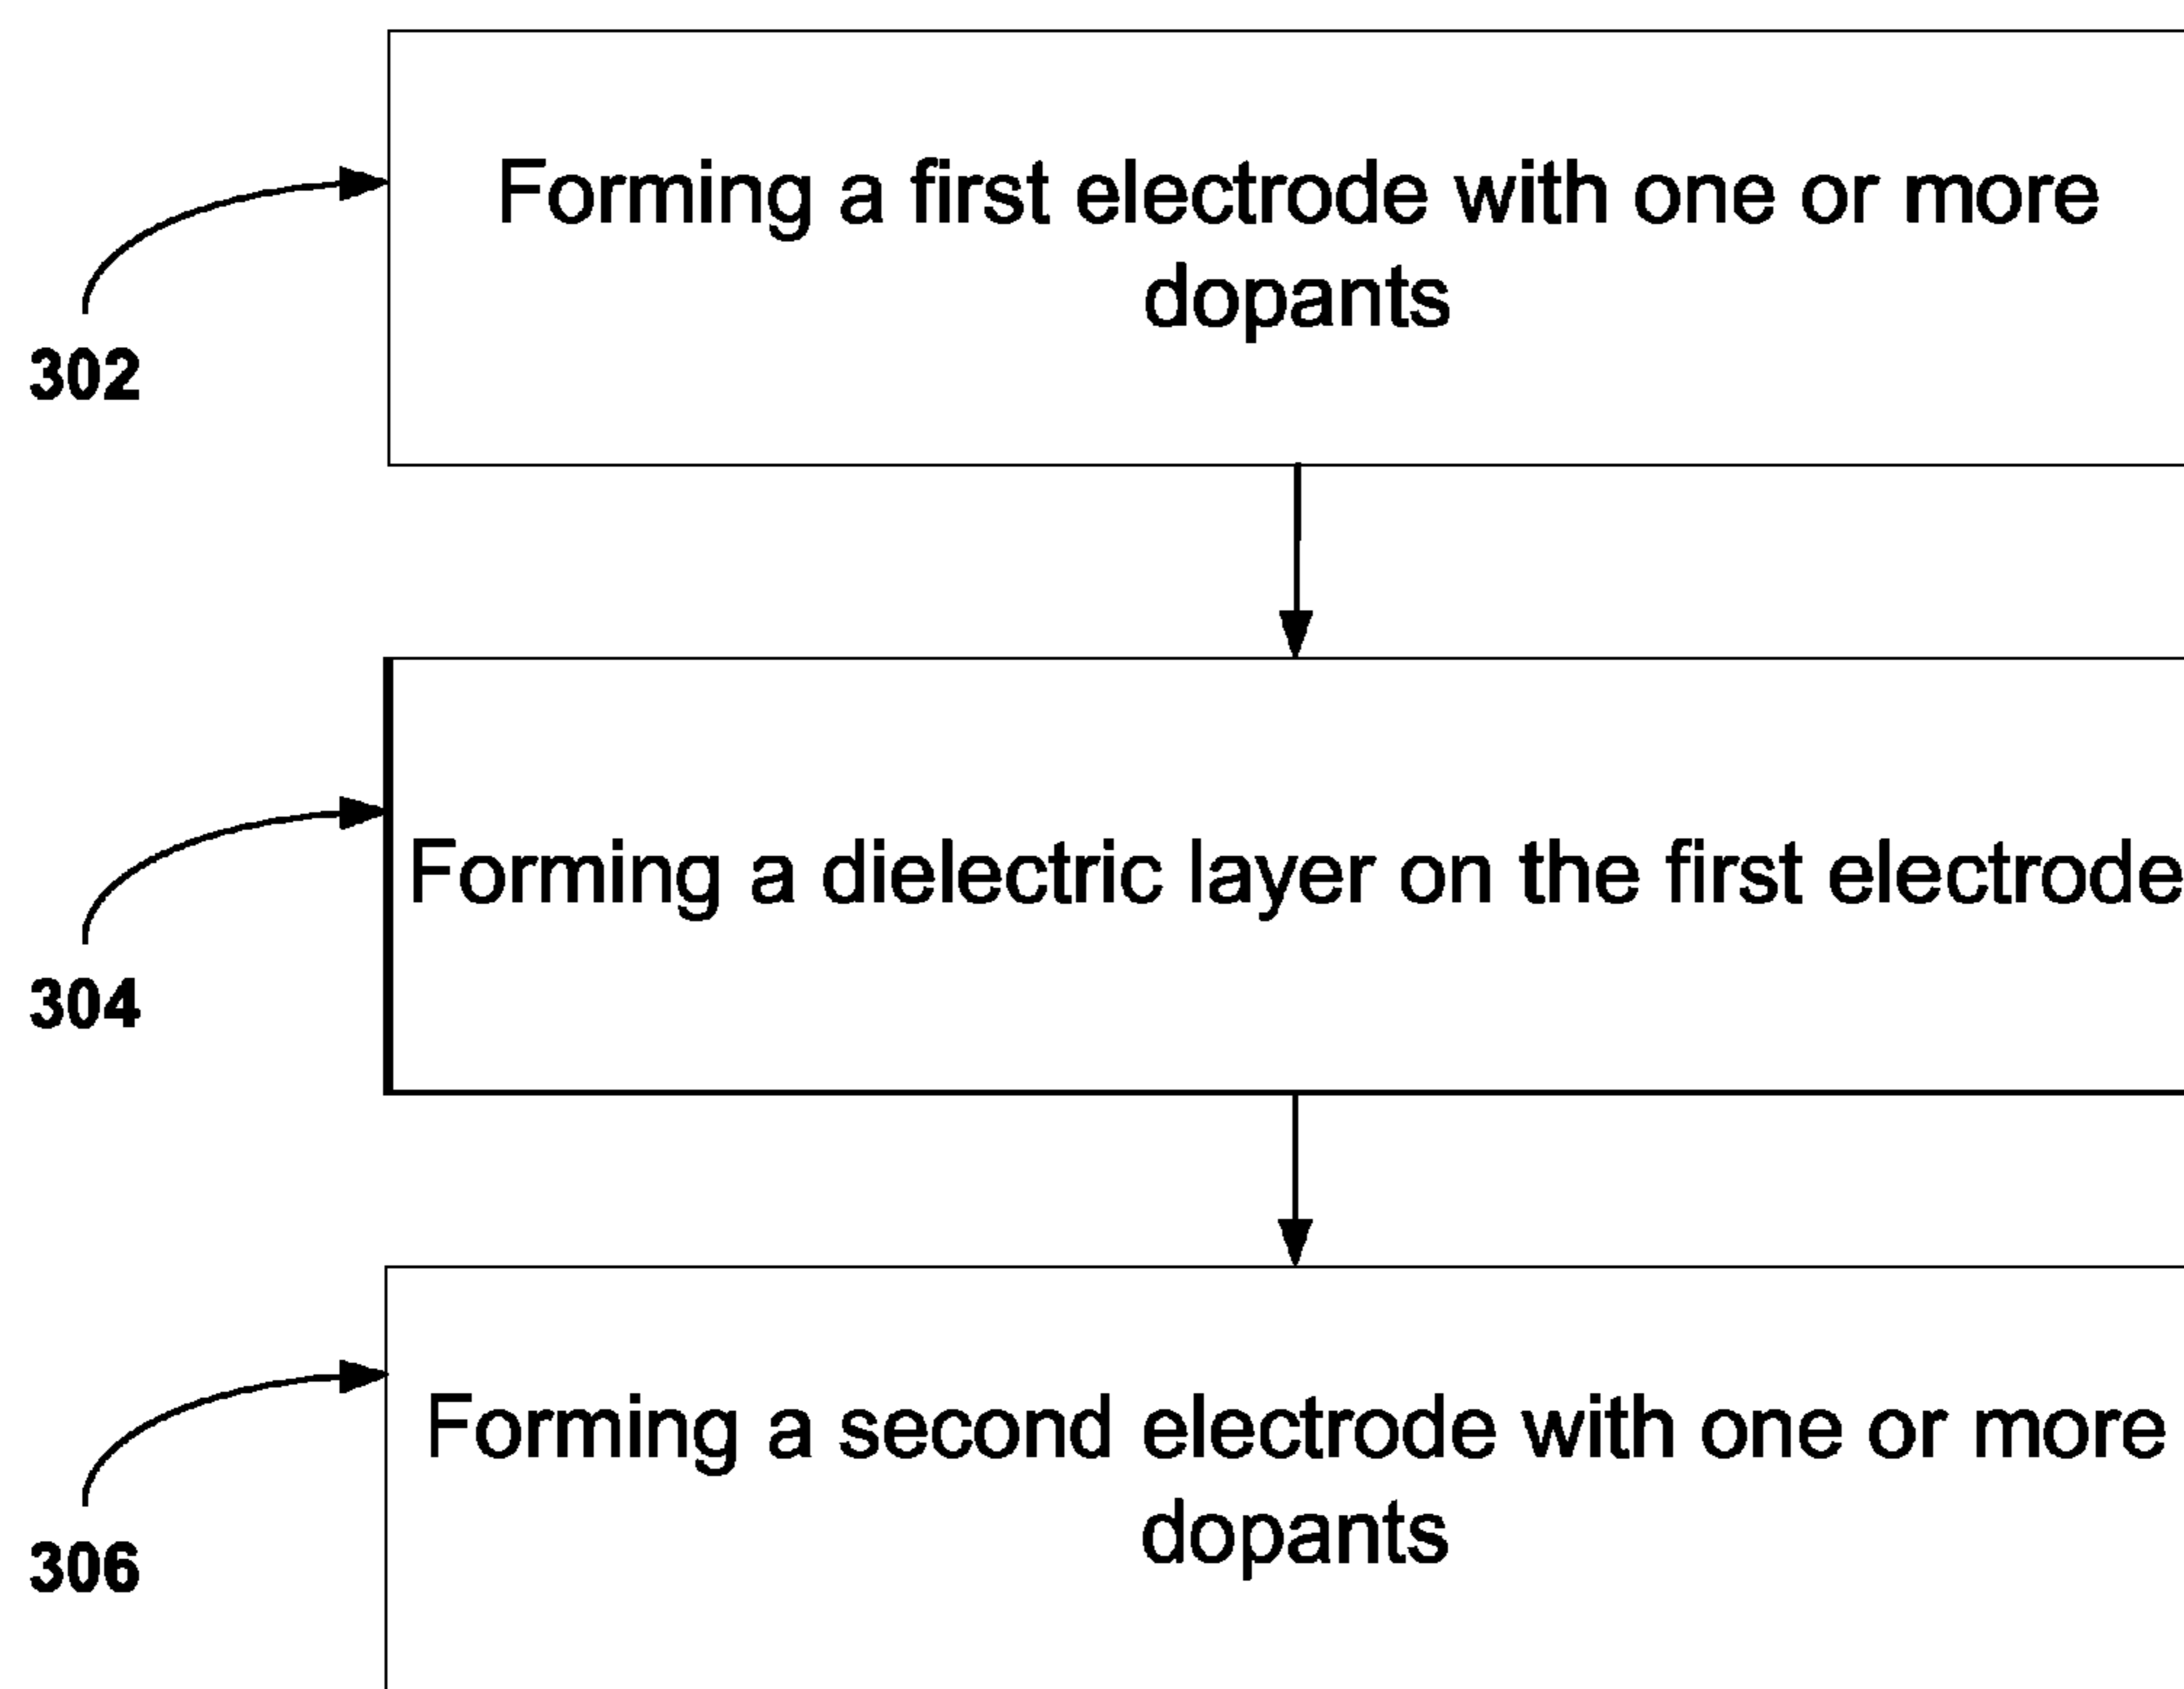 Forming a first electrode with one or more
dopants
302
Forming a dielectric layer on the first electrode
304
Forming a second electrode with one or more
dopants
306